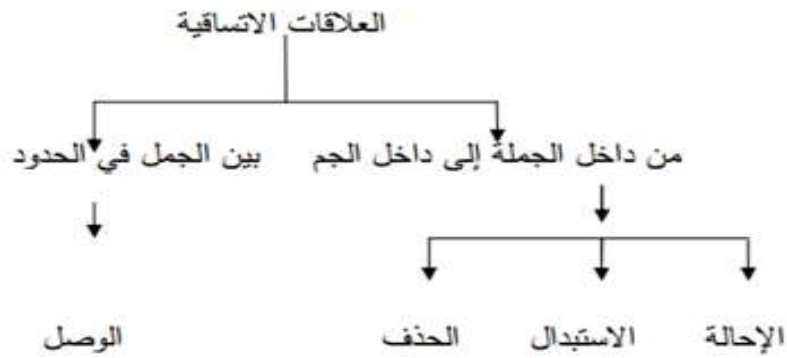 العلاقات الاتساقية
من داخل الجملة إلى داخل الجم    بين الجمل في الحدود
الإحالة    الاستبدال    الحذف    الوصل